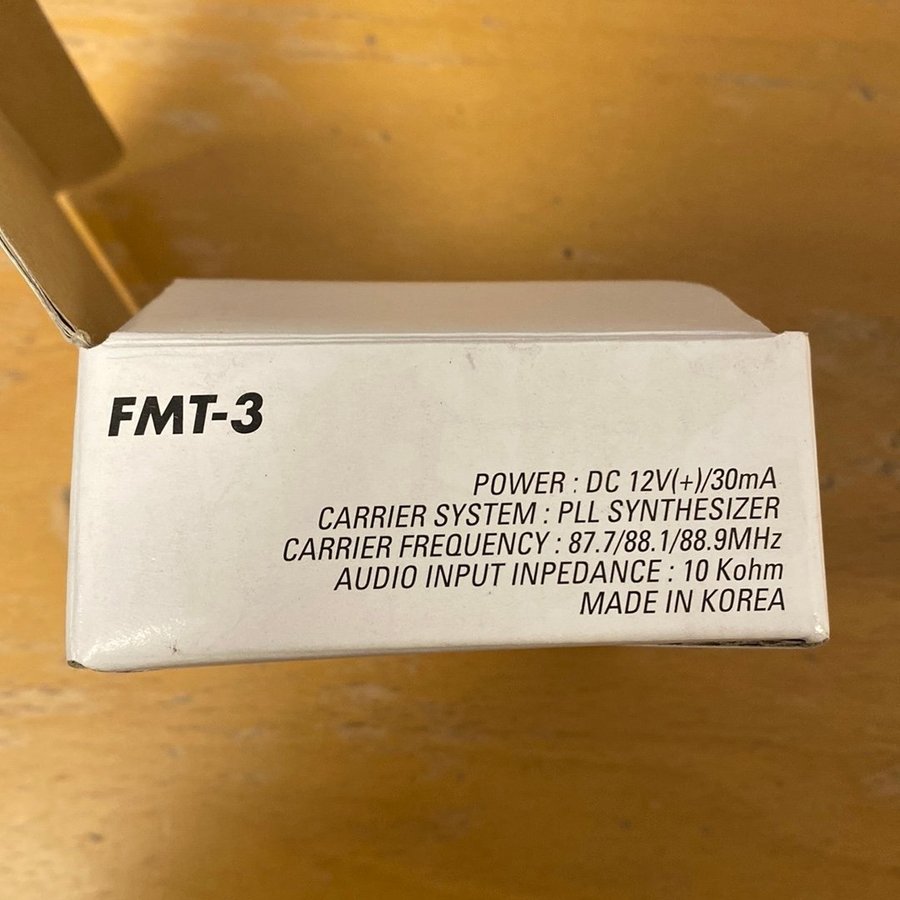 FMT-3
POWER : DC 12V(+)/30mA
CARRIER SYSTEM : PLL SYNTHESIZER
CARRIER FREQUENCY : 87.7/88.1/88.9MHz
AUDIO INPUT INPEDANCE : 10 Kohm
MADE IN KOREA